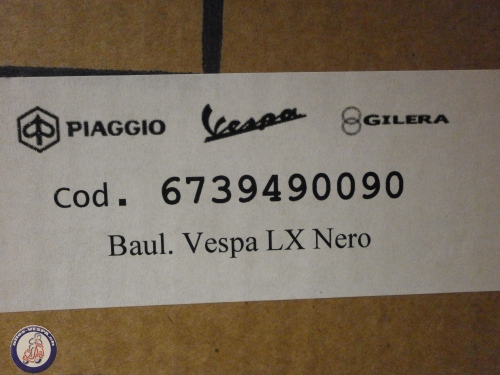 PIAGGIO Vespa GILERA
Cod. 6739490090
Baul. Vespa LX Nero